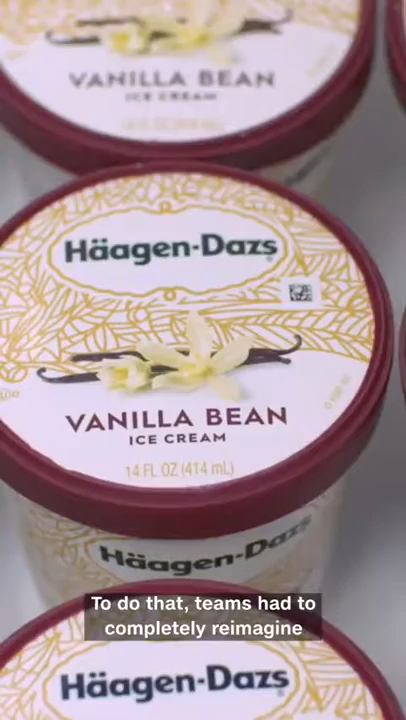 VANILLA BEAN
ICE CREAM
Häagen-Dazs
VANILLA BEAN
ICE CREAM
14 FL OZ (414 mL)
Häagen-Dazs
To do that, teams had to
completely reimagine
Häagen-Dazs